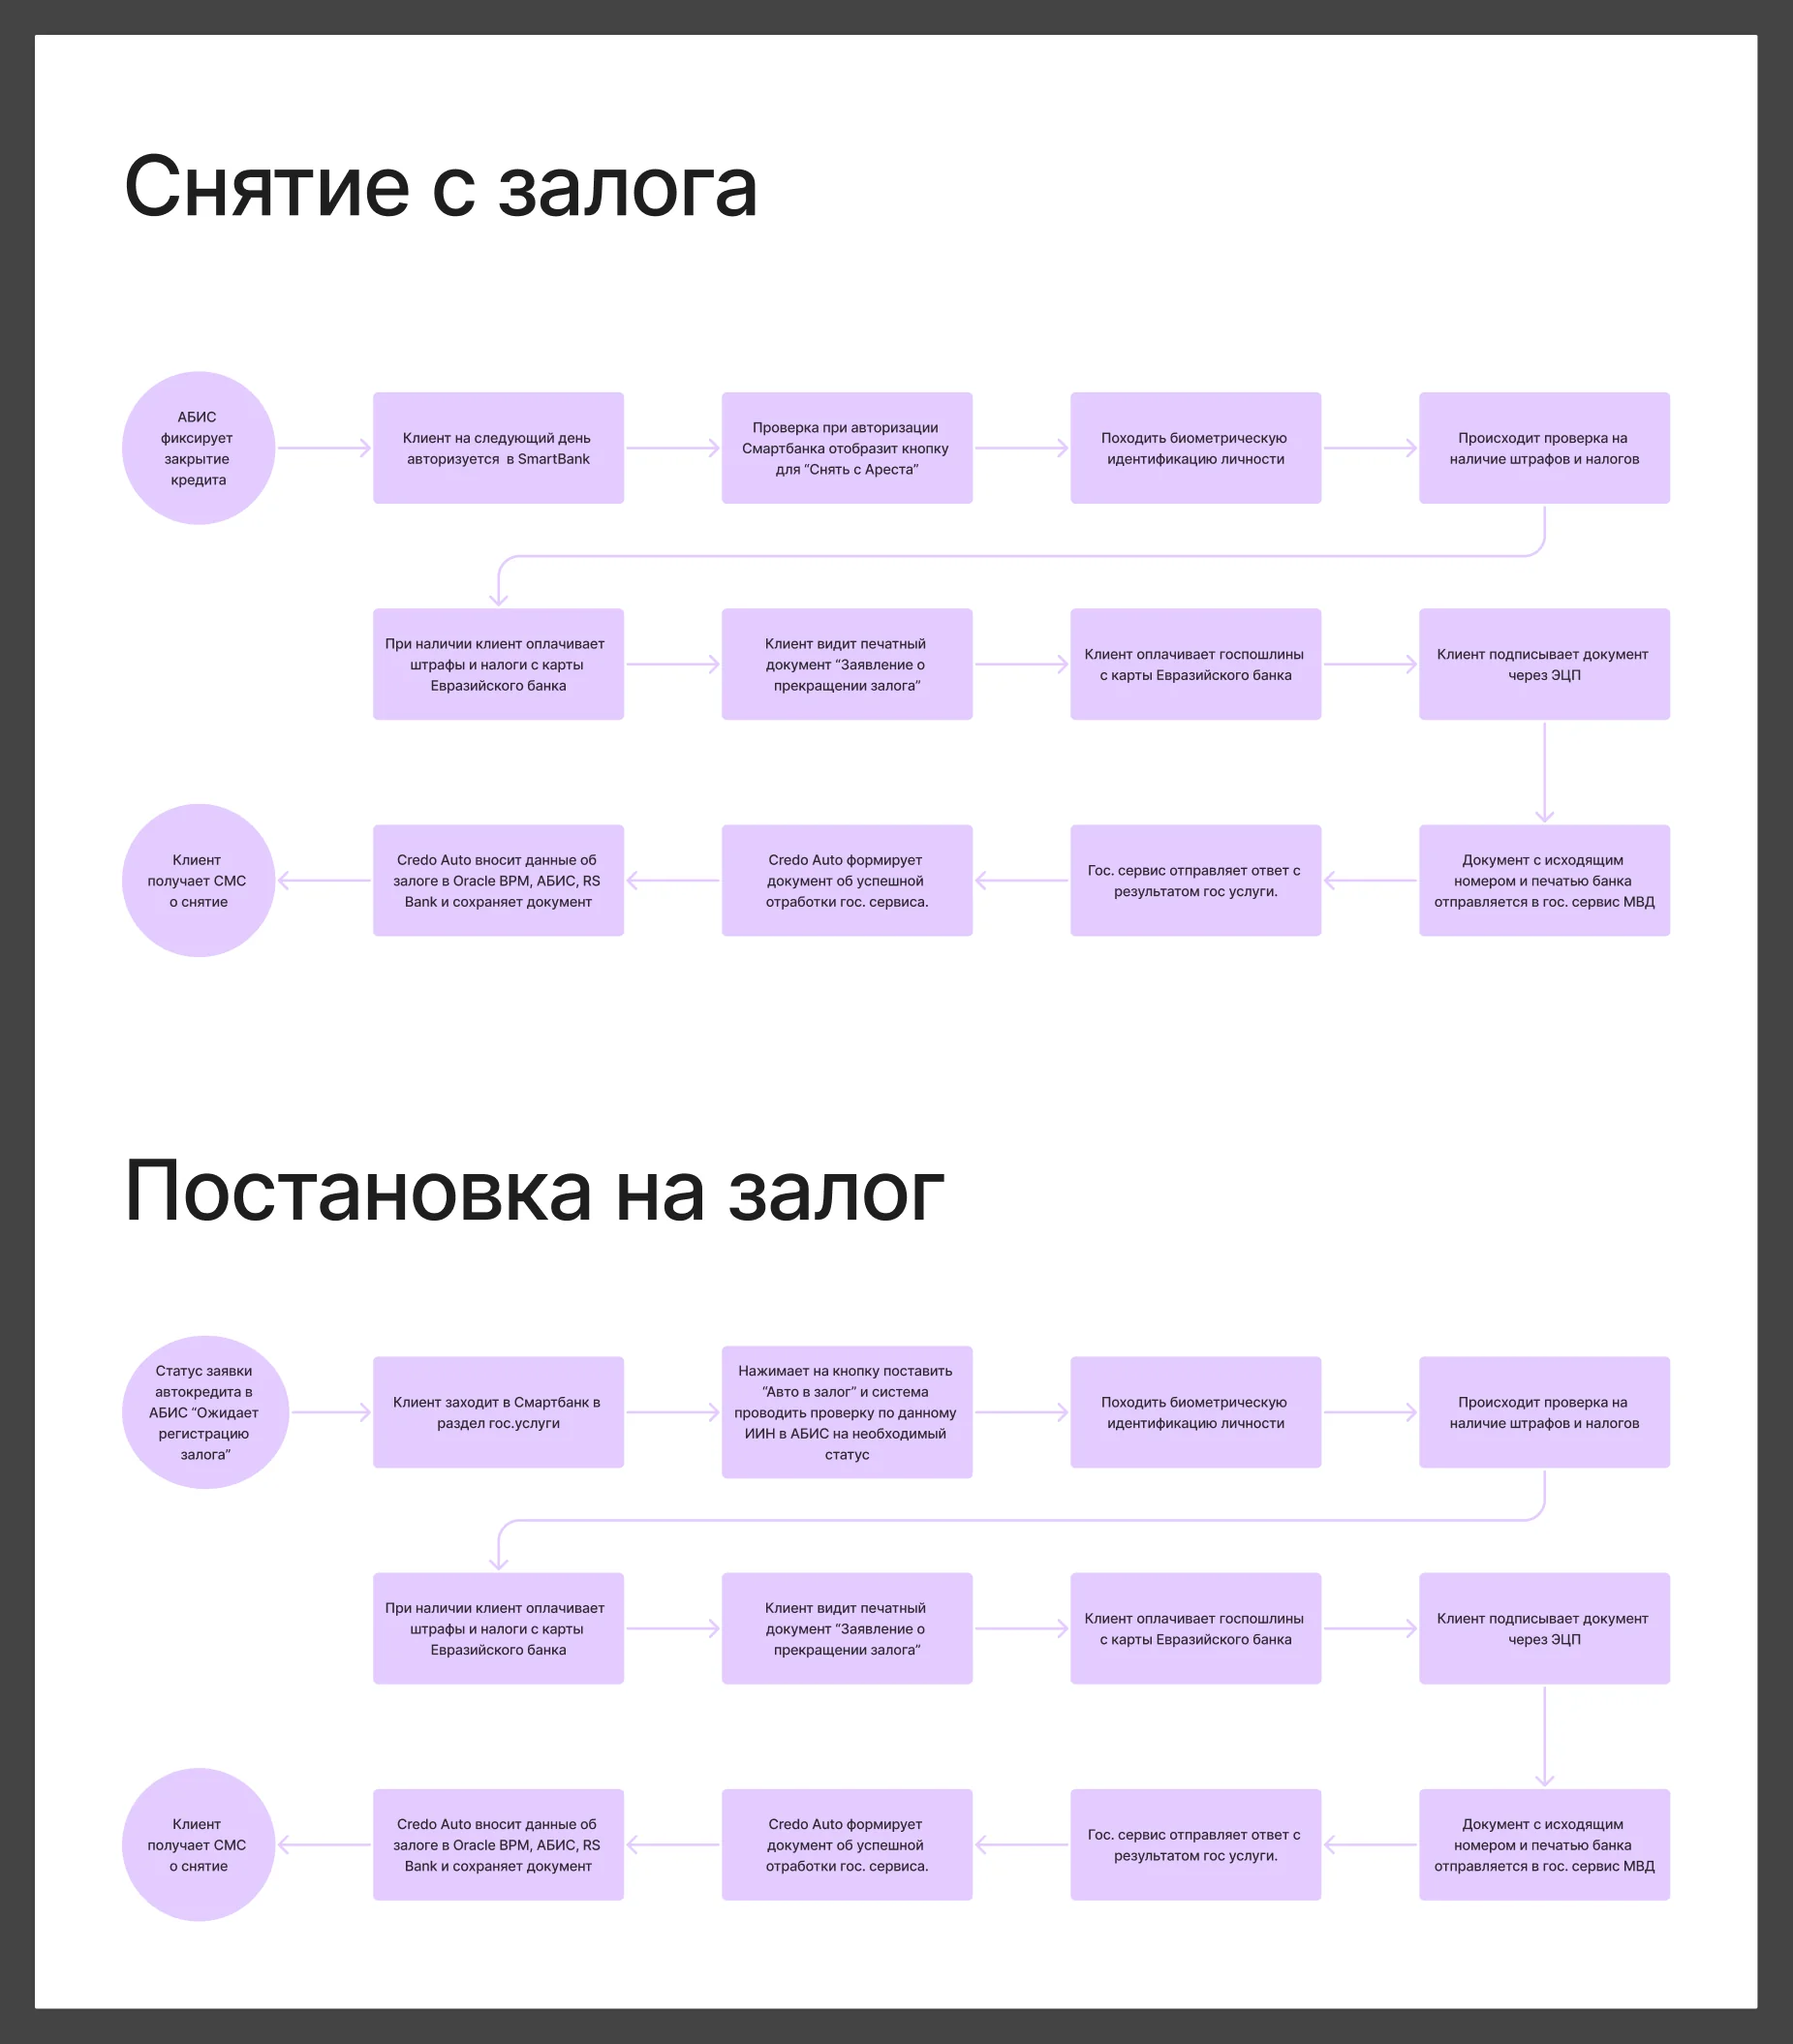 Снятие с залога
АБИС
фиксирует
закрытие
кредита
Клиент на следующий день
авторизуется в SmartBank
Проверка при авторизации
Смартбанка отобразит кнопку
для “Снять с Ареста”
Походить биометрическую
идентификацию личности
Происходит проверка на
наличие штрафов и налогов
При наличии клиент оплачивает
штрафы и налоги с карты
Евразийского банка
Клиент видит печатный
документ “Заявление о
прекращении залога”
Клиент оплачивает госпошлины
с карты Евразийского банка
Клиент подписывает документ
через ЭЦП
Документ с исходящим
номером и печатью банка
отправляется в гос. сервис МВД
Гос. сервис отправляет ответ с
результатом гос услуги.
Credo Auto формирует
документ об успешной
отработки гос. сервиса.
Credo Auto вносит данные об
залоге в Oracle BPM, АБИС, RS
Bank и сохраняет документ
Клиент
получает СМС
о снятие
Постановка на залог
Статус заявки
автокредита в
АБИС “Ожидает
регистрацию
залога”
Клиент заходит в Смартбанк в
раздел гос.услуги
Нажимает на кнопку поставить
“Авто в залог” и система
проводить проверку по данному
ИИН в АБИС на необходимый
статус
Походить биометрическую
идентификацию личности
Происходит проверка на
наличие штрафов и налогов
При наличии клиент оплачивает
штрафы и налоги с карты
Евразийского банка
Клиент видит печатный
документ “Заявление о
прекращении залога”
Клиент оплачивает госпошлины
с карты Евразийского банка
Клиент подписывает документ
через ЭЦП
Документ с исходящим
номером и печатью банка
отправляется в гос. сервис МВД
Гос. сервис отправляет ответ с
результатом гос услуги.
Credo Auto формирует
документ об успешной
отработки гос. сервиса.
Credo Auto вносит данные об
залоге в Oracle BPM, АБИС, RS
Bank и сохраняет документ
Клиент
получает СМС
о снятие